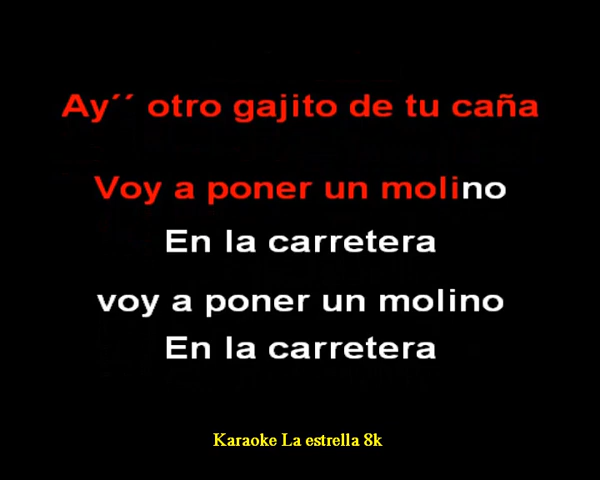 Ay´´ otro gajito de tu caña
Voy a poner un molino
En la carretera
voy a poner un molino
En la carretera
Karaoke La estrella 8k